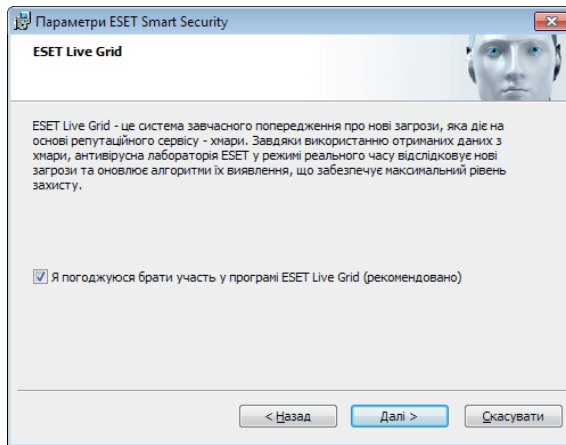 Параметри ESET Smart Security
ESET Live Grid
ESET Live Grid - це система завчасного попередження про нові загрози, яка діє на
основі репутаційного сервісу - хмари. Завдяки використанню отриманих даних з
хмари, антивірусна лабораторія ESET у режимі реального часу відслідковує нові
загрози та оновлює алгоритми їх виявлення, що забезпечує максимальний рівень
захисту.
Я погоджуюся брати участь у програмі ESET Live Grid (рекомендовано)
< Назад
Далі >
Скасувати